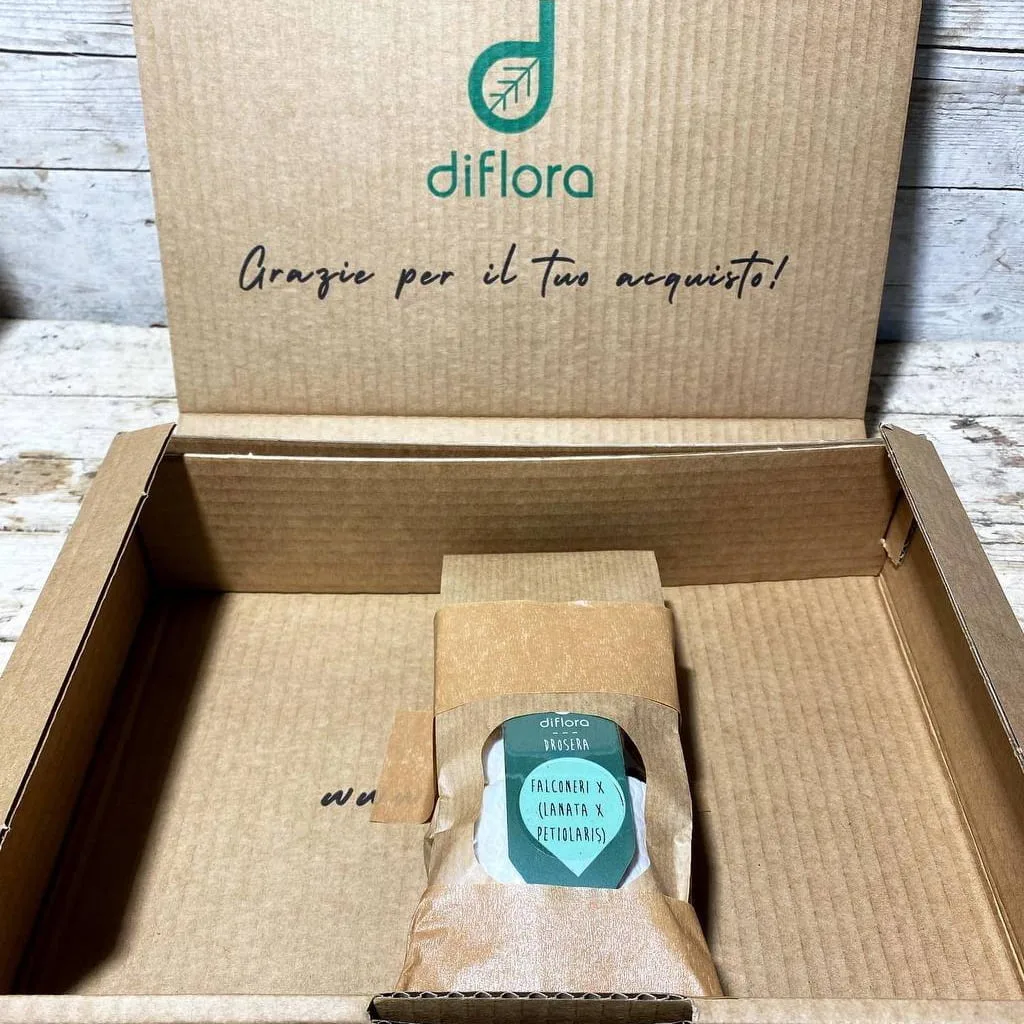 diflora
Grazie per il tuo acquisto!
diflora
DROSERA
FALCONERI X
(LANATA X
PETIOLARIS)